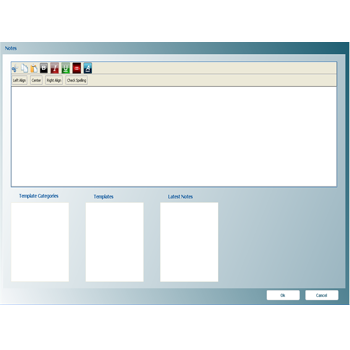 Notes
Left Align Center Right Align Check Spelling
Template Categories Templates Latest Notes
Ok Cancel